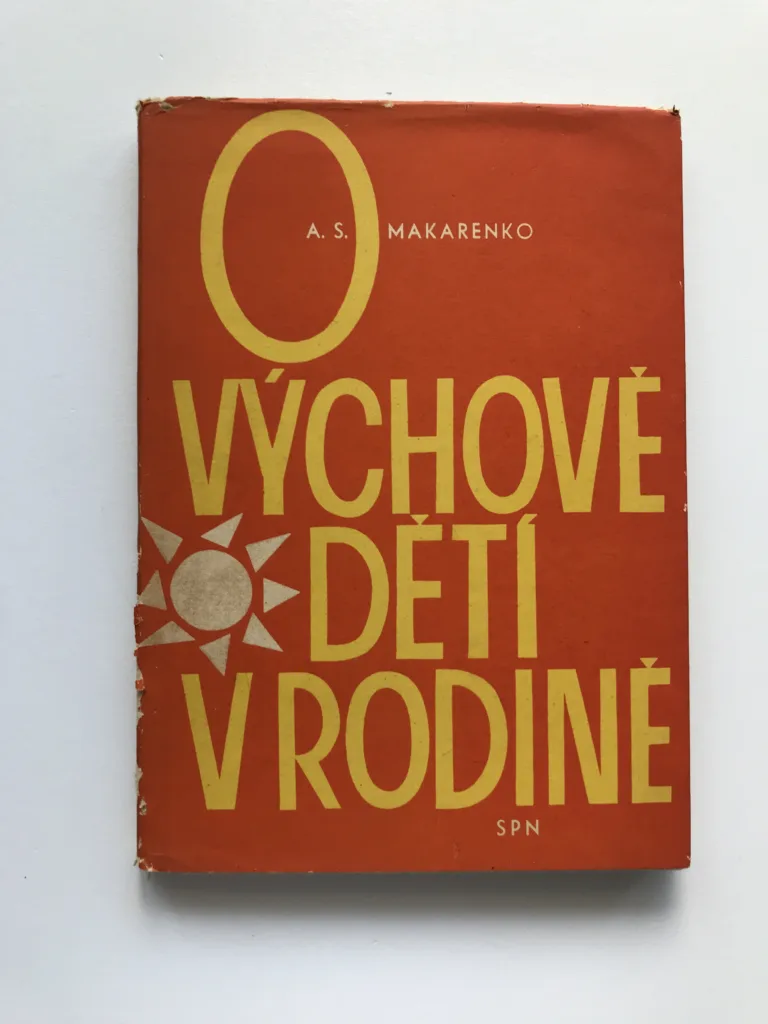 A. S. MAKARENKO
O
VÝCHOVĚ
DĚTÍ
V RODINĚ
SPN